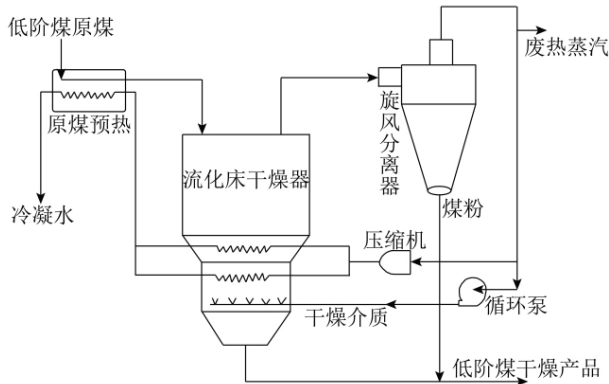 低阶煤原煤
废热蒸汽
原煤预热
旋风分离器
流化床干燥器
煤粉
冷凝水
压缩机
循环泵
干燥介质
低阶煤干燥产品